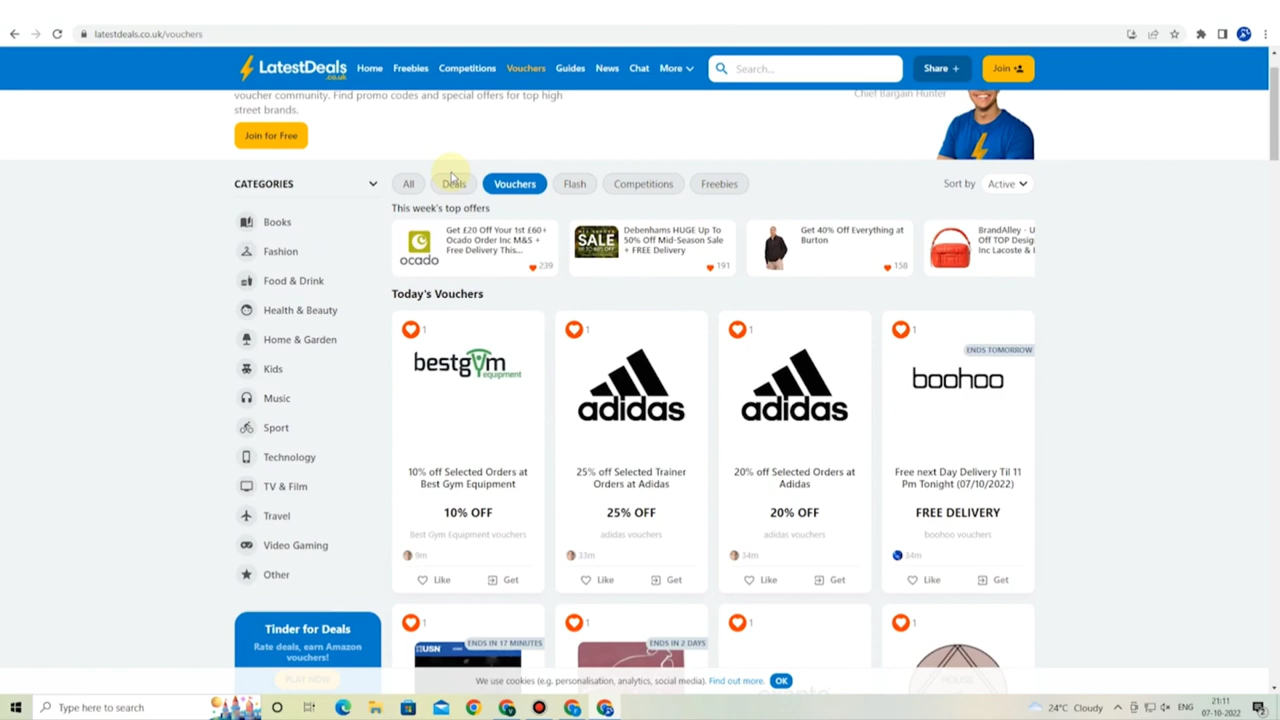 latestdeals.co.uk/vouchers
LatestDeals
.co.uk
Home
Freebies
Competitions
Vouchers
Guides
News
Chat
More
Search...
Share +
Join
voucher community. Find promo codes and special offers for top high
street brands.
Chief Bargain Hunter
Join for Free
CATEGORIES
All
Deals
Vouchers
Flash
Competitions
Freebies
Sort by
Active
This week's top offers
Get £20 Off Your 1st £60+
Ocado Order Inc M&S +
Free Delivery This...
ocado
239
SALE
Debenhams HUGE Up To
50% Off Mid-Season Sale
+ FREE Delivery
191
Get 40% Off Everything at
Burton
158
BrandAlley - U
Off TOP Desig
Inc Lacoste & I
Books
Fashion
Food & Drink
Health & Beauty
Home & Garden
Kids
Music
Sport
Technology
TV & Film
Travel
Video Gaming
Other
Today's Vouchers
1
bestgym
equipment
10% off Selected Orders at
Best Gym Equipment
10% OFF
Best Gym Equipment vouchers
9m
Like
Get
1
adidas
25% off Selected Trainer
Orders at Adidas
25% OFF
adidas vouchers
33m
Like
Get
1
adidas
20% off Selected Orders at
Adidas
20% OFF
adidas vouchers
34m
Like
Get
1
ENDS TOMORROW
boohoo
Free next Day Delivery Til 11
Pm Tonight (07/10/2022)
FREE DELIVERY
boohoo vouchers
34m
Like
Get
Tinder for Deals
Rate deals, earn Amazon
vouchers!
PLAY NOW
1
ENDS IN 17 MINUTES
USN
1
ENDS IN 2 DAYS
1
1
HOUSE
We use cookies (e.g. personalisation, analytics, social media). Find out more.
OK
Type here to search
24°C Cloudy
ENG
21:11
07-10-2022
2